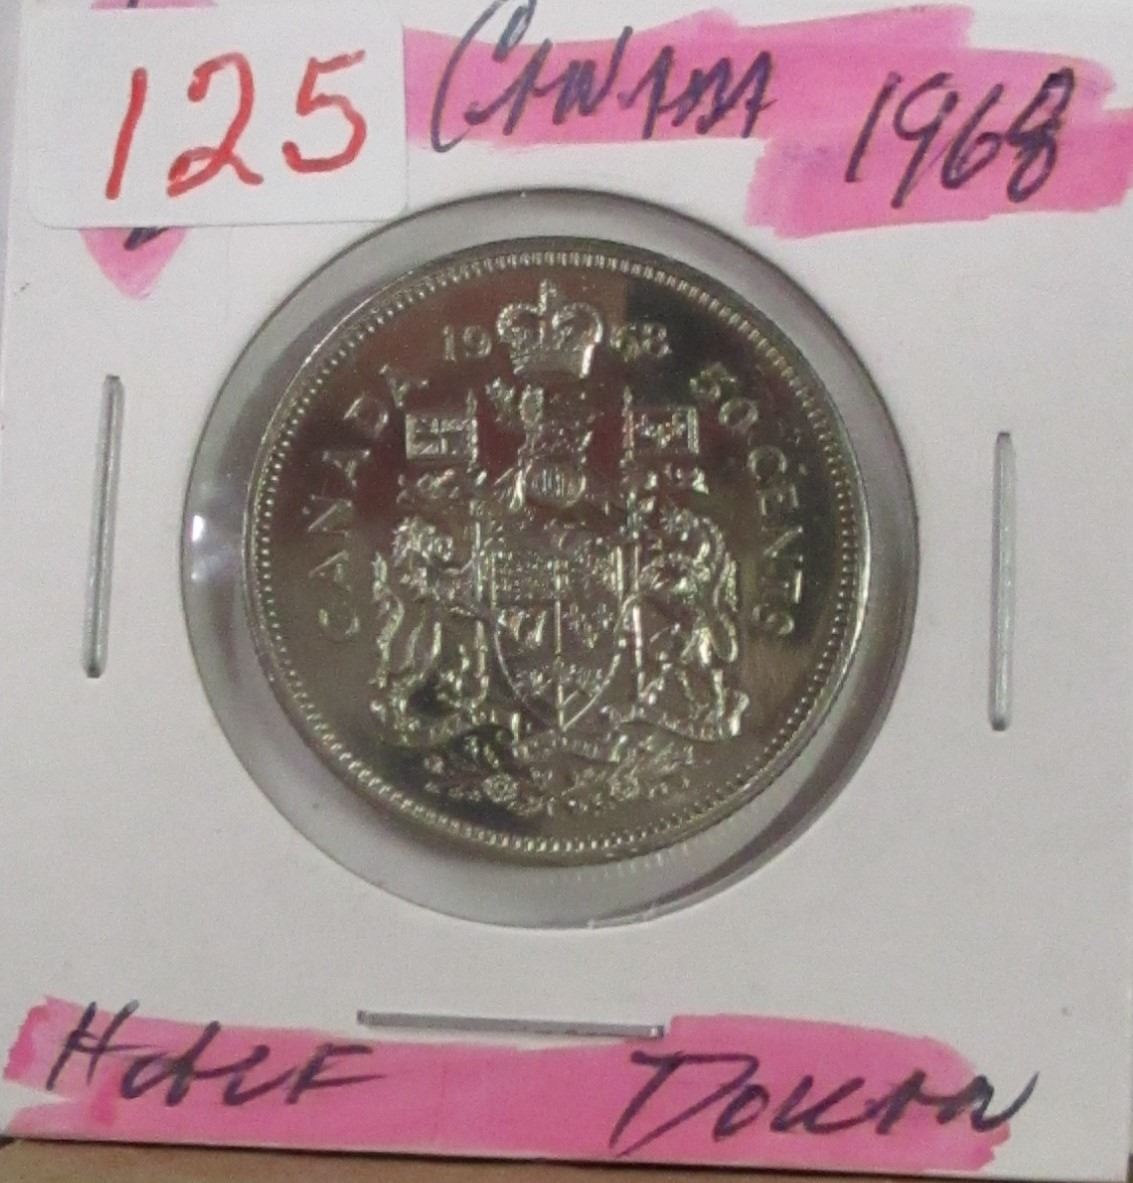 125
CANADA 1968
1968
CANADA
50 CENTS
HALF DOLLAR